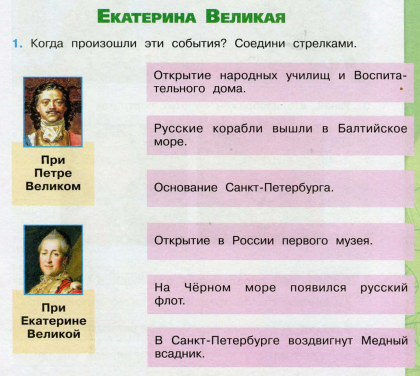 ЕКАТЕРИНА ВЕЛИКАЯ
1. Когда произошли эти события? Соедини стрелками.
Открытие народных училищ и Воспита-
тельного дома.
Русские корабли вышли в Балтийское
море.
При
Петре
Великом
Основание Санкт-Петербурга.
Открытие в России первого музея.
На Чёрном море появился русский
флот.
При
Екатерине
Великой
В Санкт-Петербурге воздвигнут Медный
всадник.